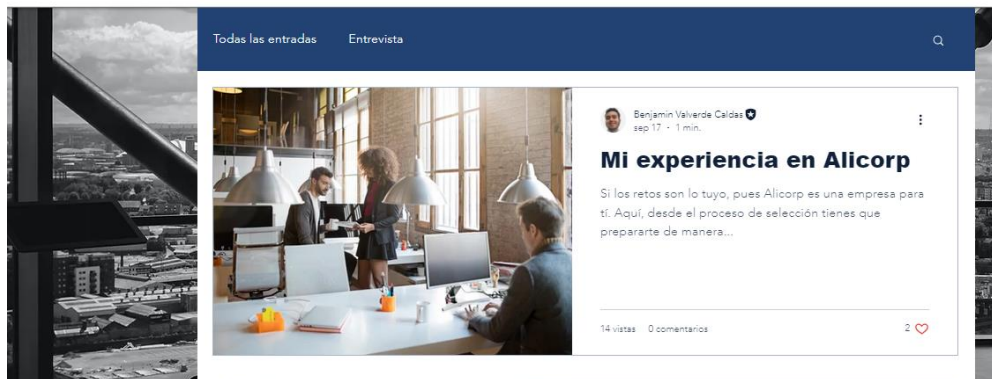 Todas las entradas Entrevista
Benjamin Valverde Caldas
sep 17 · 1 min.
Mi experiencia en Alicorp
Si los retos son lo tuyo, pues Alicorp es una empresa para
tí. Aquí, desde el proceso de selección tienes que
prepararte de manera...
14 vistas 0 comentarios 2